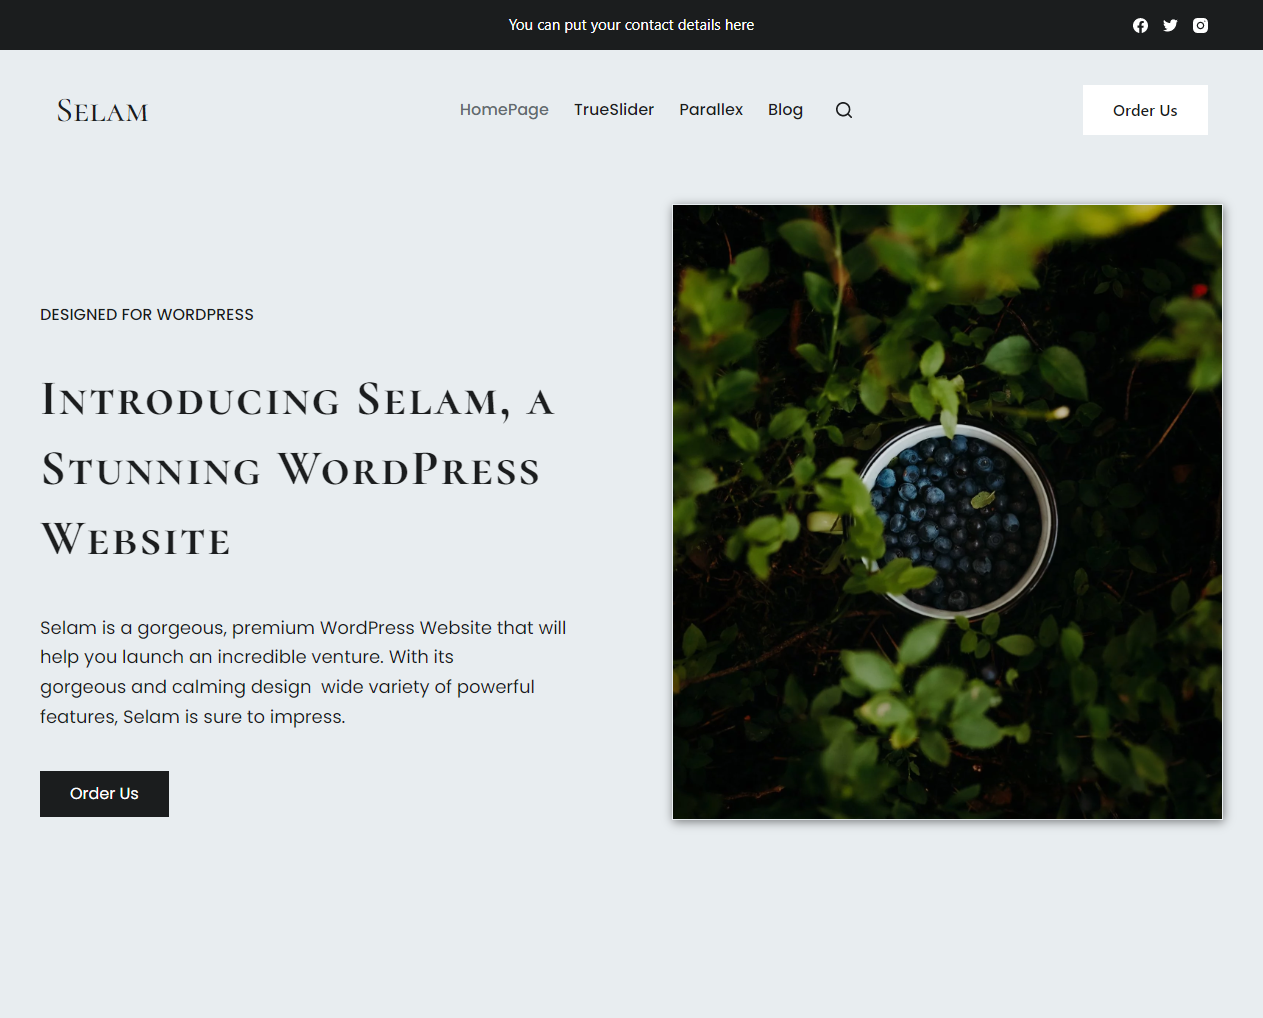 You can put your contact details here
Selam
HomePage TrueSlider Parallex Blog
Order Us
DESIGNED FOR WORDPRESS
Introducing Selam, a
Stunning WordPress
Website
Selam is a gorgeous, premium WordPress Website that will
help you launch an incredible venture. With its
gorgeous and calming design  wide variety of powerful
features, Selam is sure to impress.
Order Us